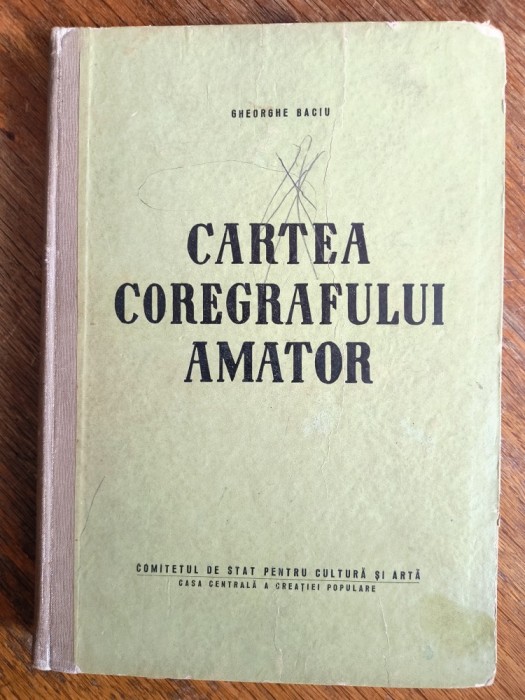 GHEORGHE BACIU
CARTEA
COREGRAFULUI
AMATOR
COMITETUL DE STAT PENTRU CULTURĂ ȘI ARTĂ
CASA CENTRALĂ A CREAȚIEI POPULARE